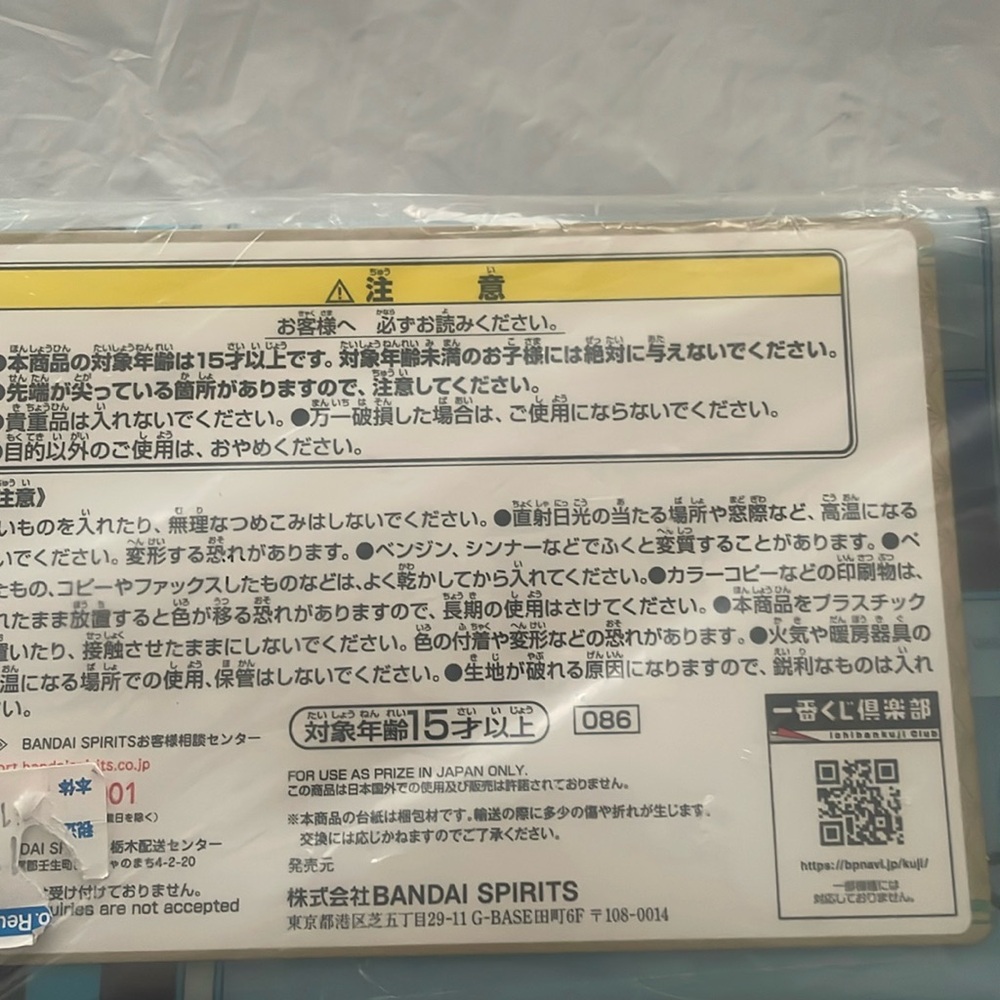 ⚠注意
お客様へ 必ずお読みください。
●本商品の対象年齢は15才以上です。対象年齢未満のお子様には絶対に与えないでください。
●先端が尖っている箇所がありますので、注意してください。
●貴重品は入れないでください。●万一破損した場合は、ご使用にならないでください。
●目的以外のご使用は、おやめください。
注意》
いものを入れたり、無理なつめこみはしないでください。●直射日光の当たる場所や窓際など、高温になる
いでください。変形する恐れがあります。●ベンジン、シンナーなどでふくと変質することがあります。●ベ
たもの、コピーやファックスしたものなどは、よく乾かしてから入れてください。●カラーコピーなどの印刷物は、
れたまま放置すると色が移る恐れがありますので、長期の使用はさけてください。●本商品をプラスチック
置いたり、接触させたままにしないでください。色の付着や変形などの恐れがあります。●火気や暖房器具の
温になる場所での使用、保管はしないでください。●生地が破れる原因になりますので、鋭利なものは入れ
い。
対象年齢15才以上 086
BANDAI SPIRITSお客様相談センター
01
栃木配送センター
やのまち4-2-20
受け付けておりません。
are not accepted
本体
FOR USE AS PRIZE IN JAPAN ONLY.
この商品は日本国外での使用及び販売は許諾されておりません。
※本商品の台紙は梱包材です。輸送の際に多少の傷や折れが生じます。
交換には応じかねますのでご了承ください。
発売元
株式会社BANDAI SPIRITS
東京都港区芝五丁目29-11 G-BASE田町6F 〒108-0014
一番くじ倶楽部
Ichibankuji Club
https://bpnavi.jp/kuji/
一部機種には
対応しておりません。